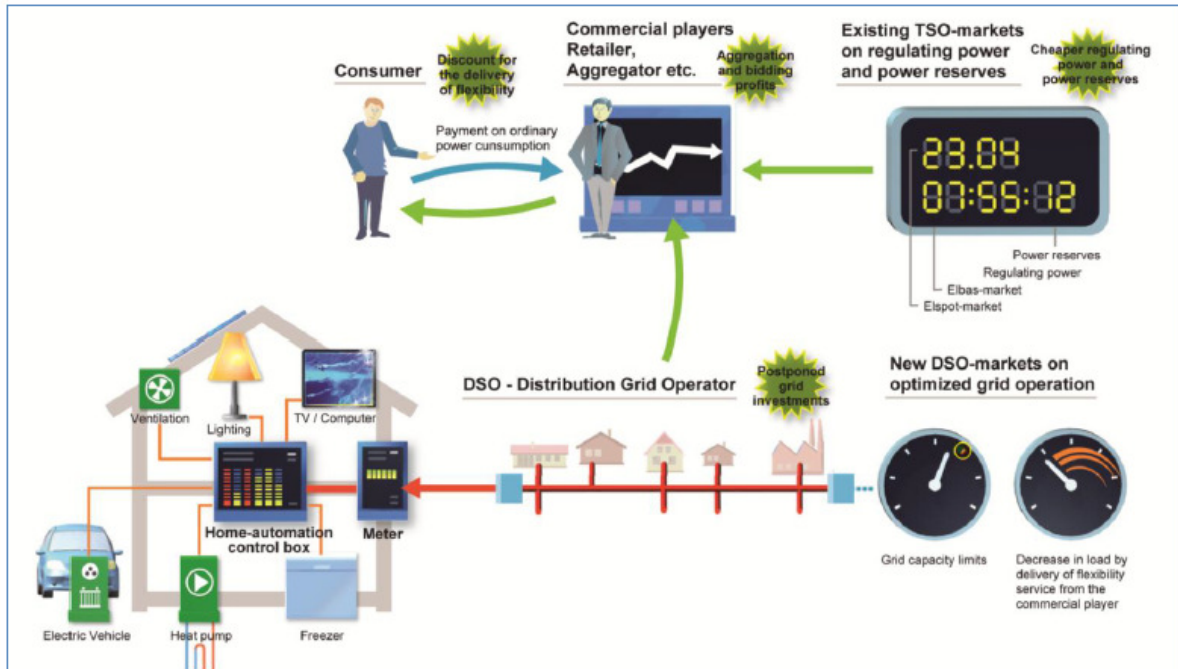 Consumer
Discount for
the delivery
of flexibility
Commercial players
Retailer,
Aggregator etc.
Aggregation
and bidding
profits
Existing TSO-markets
on regulating power
and power reserves
Cheaper regulating
power and
power reserves
Payment on ordinary
power cunsumption
23.04
07:55:12
Power reserves
Regulating power
Elbas-market
Elspot-market
DSO - Distribution Grid Operator
Postponed
grid
investments
New DSO-markets on
optimized grid operation
Ventilation
Lighting
TV / Computer
Home-automation
control box
Meter
Electric Vehicle
Heat pump
Freezer
Grid capacity limits
Decrease in load by
delivery of flexibility
service from the
commercial player